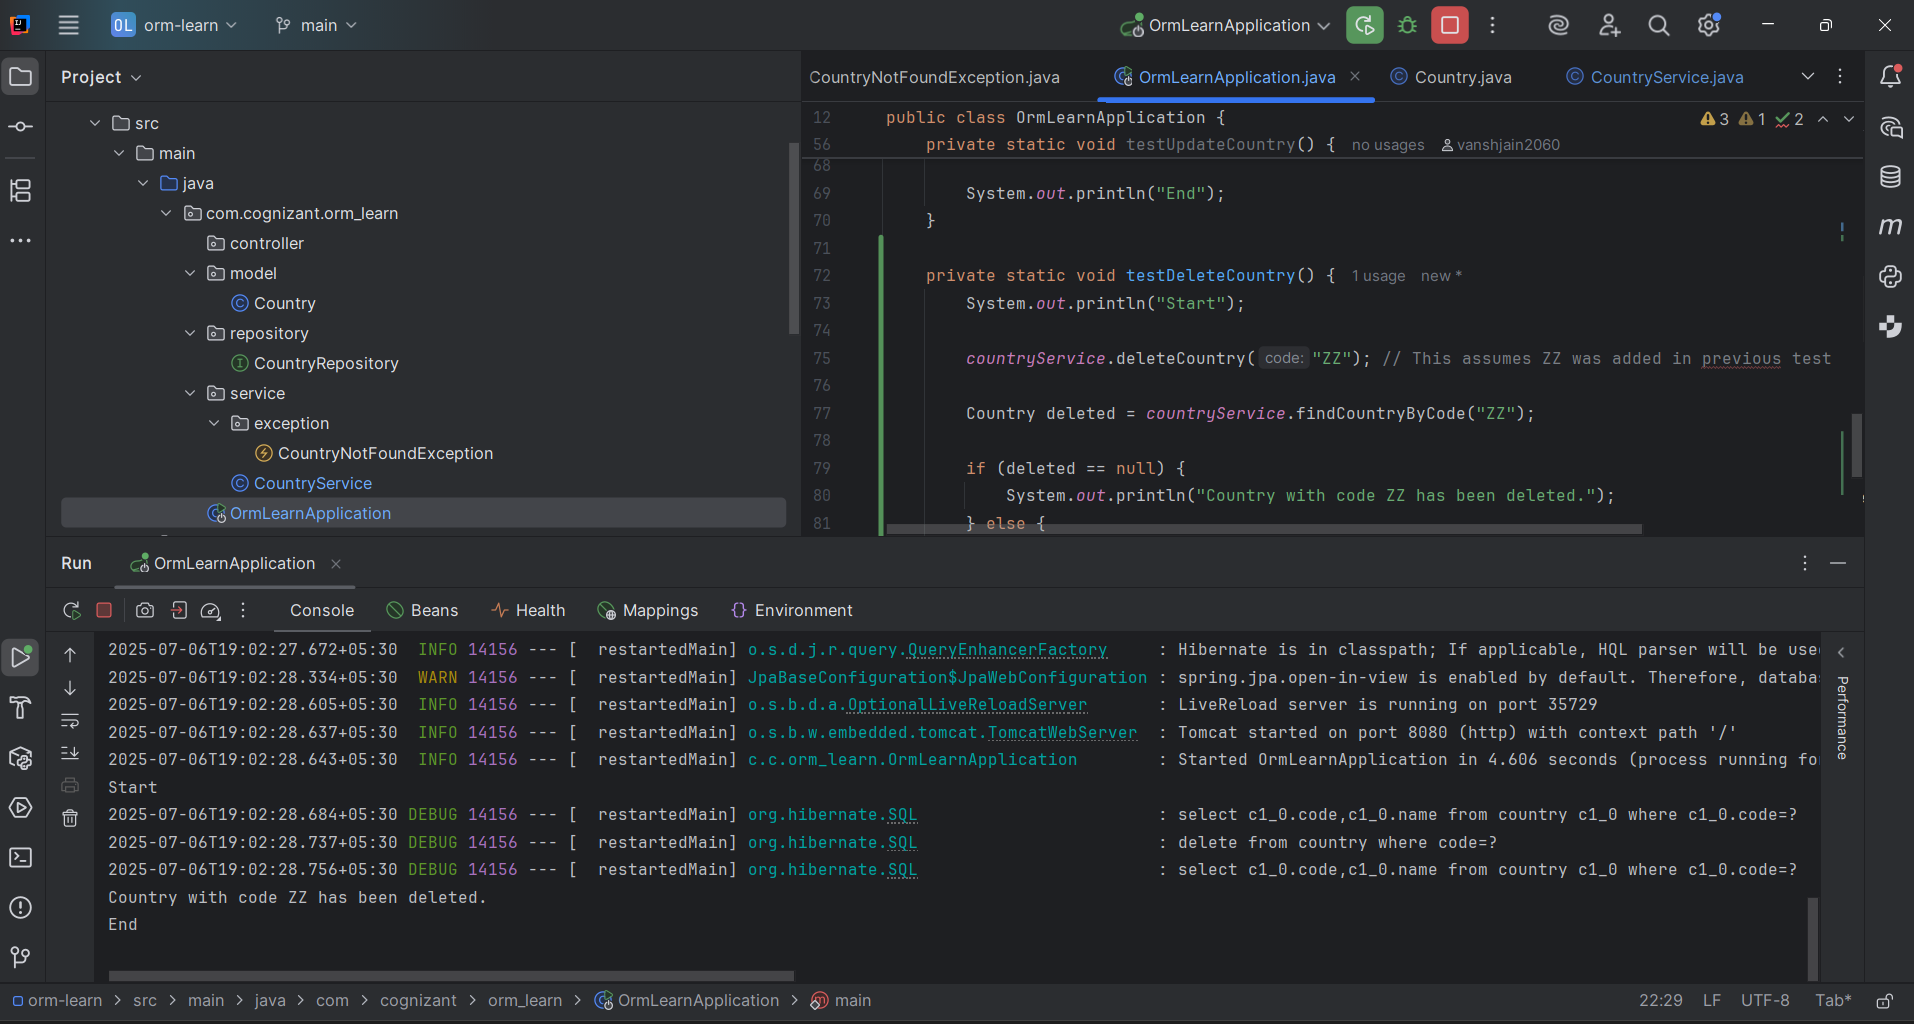 OL orm-learn main OrmLearnApplication
Project
src
main
java
com.cognizant.orm_learn
controller
model
Country
repository
CountryRepository
service
exception
CountryNotFoundException
CountryService
OrmLearnApplication
CountryNotFoundException.java OrmLearnApplication.java Country.java CountryService.java
12 public class OrmLearnApplication { 3 1 2
56 private static void testUpdateCountry() { no usages vanshjain2060
68
69 System.out.println("End");
70 }
71
72 private static void testDeleteCountry() { 1 usage new *
73 System.out.println("Start");
74
75 countryService.deleteCountry( code: "ZZ"); // This assumes ZZ was added in previous test
76
77 Country deleted = countryService.findCountryByCode("ZZ");
78
79 if (deleted == null) {
80 System.out.println("Country with code ZZ has been deleted.");
81 } else {
Run OrmLearnApplication
Console Beans Health Mappings Environment
2025-07-06T19:02:27.672+05:30 INFO 14156 --- [ restartedMain] o.s.d.j.r.query.QueryEnhancerFactory : Hibernate is in classpath; If applicable, HQL parser will be use
2025-07-06T19:02:28.334+05:30 WARN 14156 --- [ restartedMain] JpaBaseConfiguration$JpaWebConfiguration : spring.jpa.open-in-view is enabled by default. Therefore, databa
2025-07-06T19:02:28.605+05:30 INFO 14156 --- [ restartedMain] o.s.b.d.a.OptionalLiveReloadServer : LiveReload server is running on port 35729
2025-07-06T19:02:28.637+05:30 INFO 14156 --- [ restartedMain] o.s.b.w.embedded.tomcat.TomcatWebServer : Tomcat started on port 8080 (http) with context path '/'
2025-07-06T19:02:28.643+05:30 INFO 14156 --- [ restartedMain] c.c.orm_learn.OrmLearnApplication : Started OrmLearnApplication in 4.606 seconds (process running fo
Start
2025-07-06T19:02:28.684+05:30 DEBUG 14156 --- [ restartedMain] org.hibernate.SQL : select c1_0.code,c1_0.name from country c1_0 where c1_0.code=?
2025-07-06T19:02:28.737+05:30 DEBUG 14156 --- [ restartedMain] org.hibernate.SQL : delete from country where code=?
2025-07-06T19:02:28.756+05:30 DEBUG 14156 --- [ restartedMain] org.hibernate.SQL : select c1_0.code,c1_0.name from country c1_0 where c1_0.code=?
Country with code ZZ has been deleted.
End
Performance
orm-learn > src > main > java > com > cognizant > orm_learn > OrmLearnApplication > main 22:29 LF UTF-8 Tab*